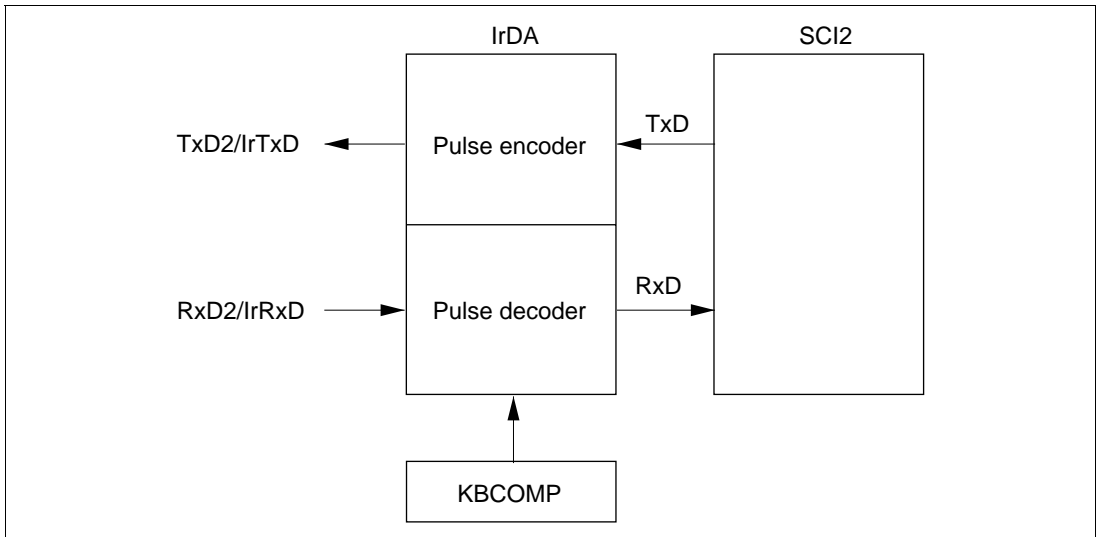 IrDA
SCI2
TxD2/IrTxD
Pulse encoder
TxD
RxD2/IrRxD
Pulse decoder
RxD
KBCOMP